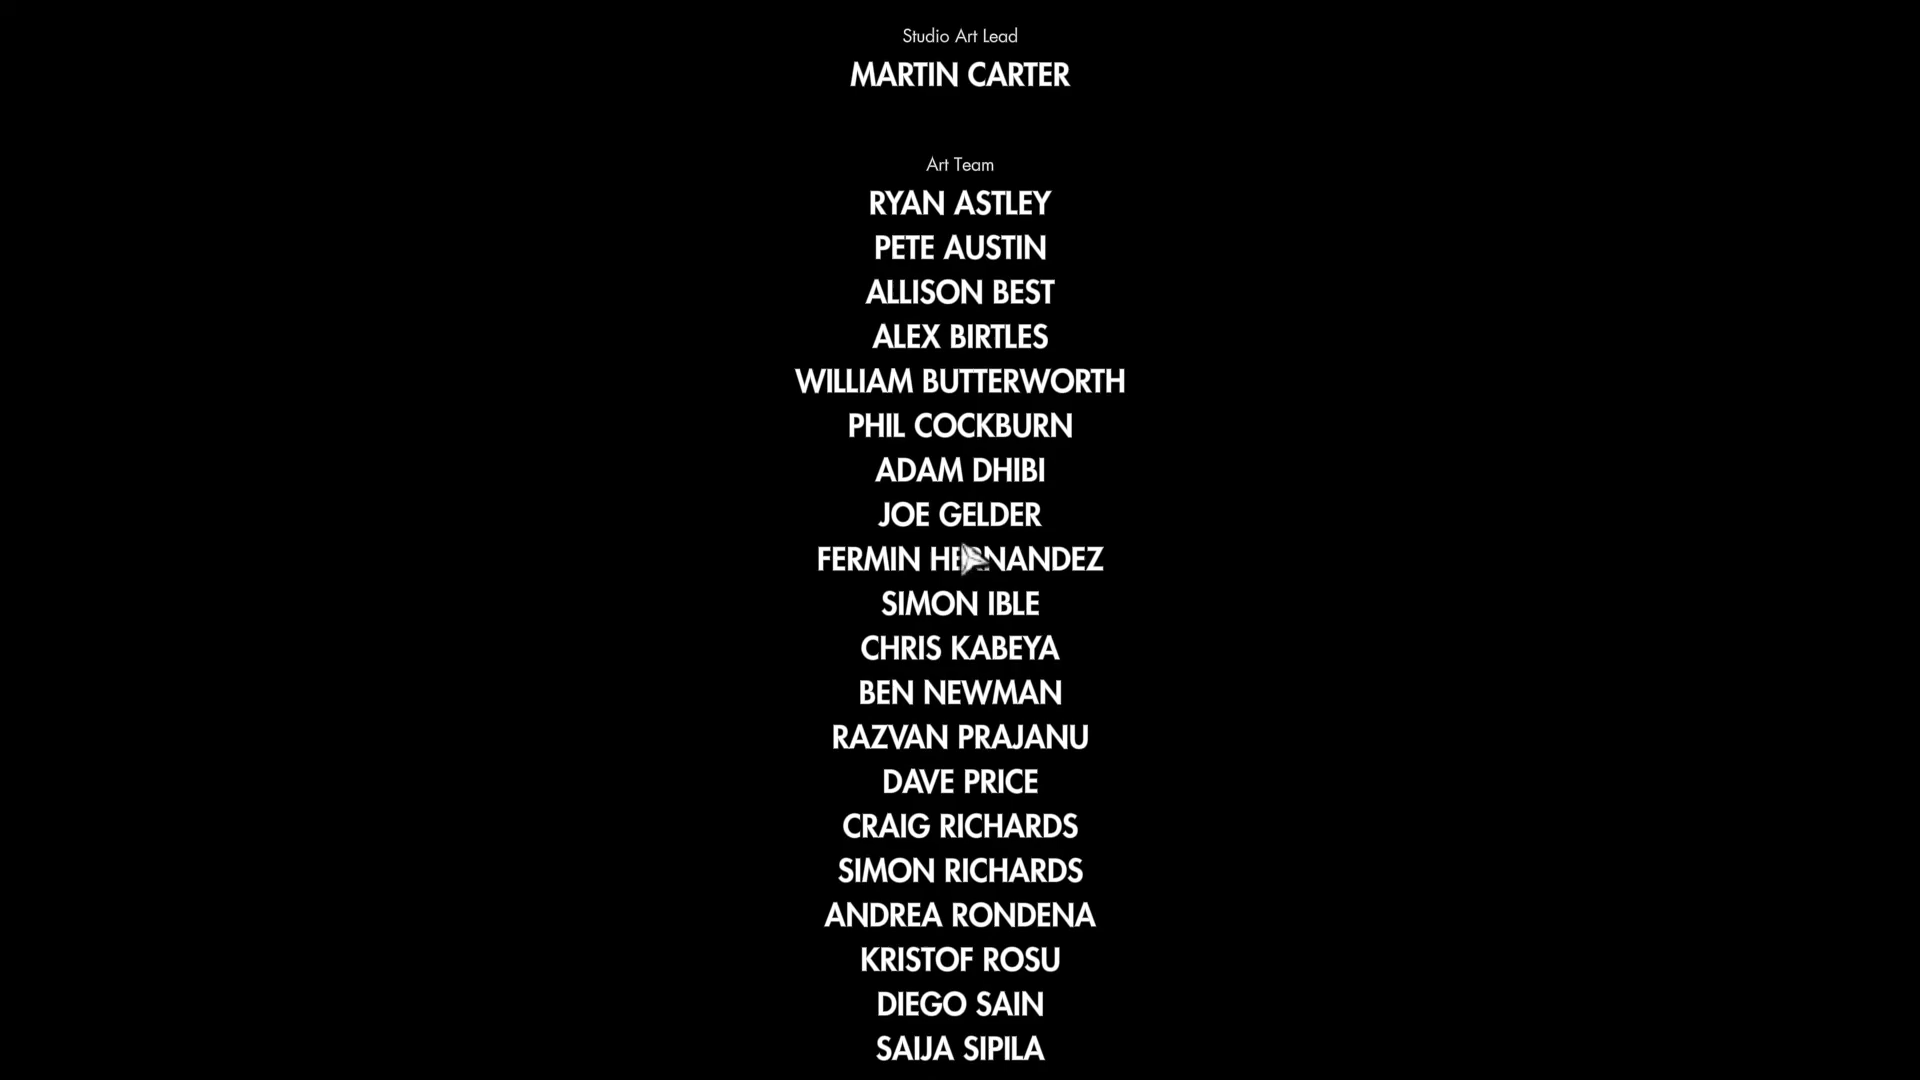 Studio Art Lead
MARTIN CARTER
Art Team
RYAN ASTLEY
PETE AUSTIN
ALLISON BEST
ALEX BIRTLES
WILLIAM BUTTERWORTH
PHIL COCKBURN
ADAM DHIBI
JOE GELDER
FERMIN HERNANDEZ
SIMON IBLE
CHRIS KABEYA
BEN NEWMAN
RAZVAN PRAJANU
DAVE PRICE
CRAIG RICHARDS
SIMON RICHARDS
ANDREA RONDENA
KRISTOF ROSU
DIEGO SAIN
SAIJA SIPILA